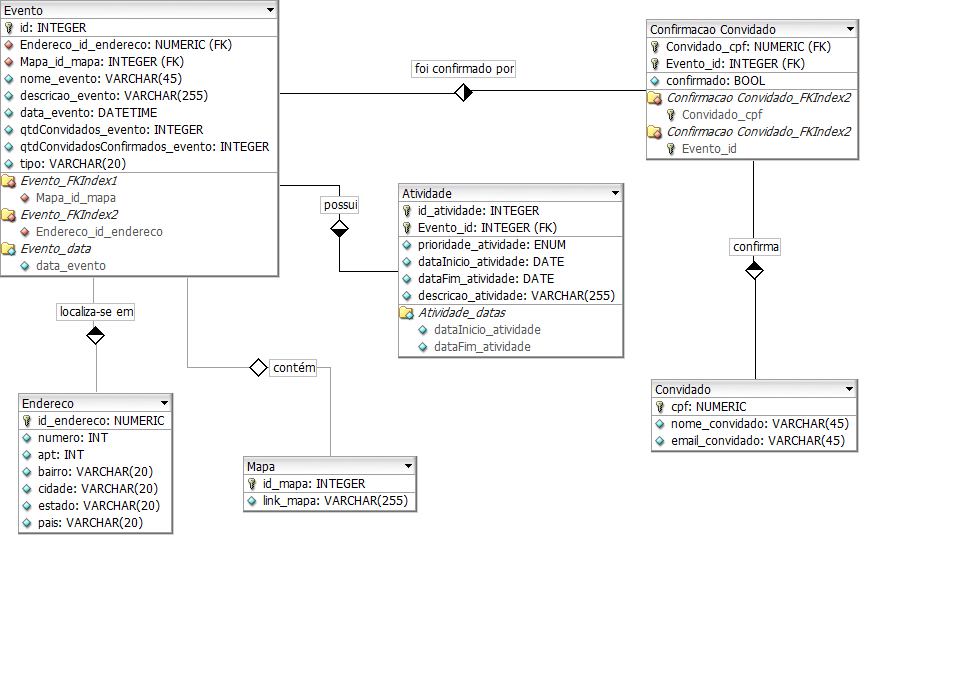 Evento
id: INTEGER
Endereco_id_endereco: NUMERIC (FK)
Mapa_id_mapa: INTEGER (FK)
nome_evento: VARCHAR(45)
descricao_evento: VARCHAR(255)
data_evento: DATETIME
qtdConvidados_evento: INTEGER
qtdConvidadosConfirmados_evento: INTEGER
tipo: VARCHAR(20)
Evento_FKIndex1
Mapa_id_mapa
Evento_FKIndex2
Endereco_id_endereco
Evento_data
data_evento
foi confirmado por
Confirmacao Convidado
Convidado_cpf: NUMERIC (FK)
Evento_id: INTEGER (FK)
confirmado: BOOL
Confirmacao Convidado_FKIndex2
Convidado_cpf
Confirmacao Convidado_FKIndex2
Evento_id
possui
Atividade
id_atividade: INTEGER
Evento_id: INTEGER (FK)
prioridade_atividade: ENUM
dataInicio_atividade: DATE
dataFim_atividade: DATE
descricao_atividade: VARCHAR(255)
Atividade_datas
dataInicio_atividade
dataFim_atividade
confirma
localiza-se em
contém
Endereco
id_endereco: NUMERIC
numero: INT
apt: INT
bairro: VARCHAR(20)
cidade: VARCHAR(20)
estado: VARCHAR(20)
pais: VARCHAR(20)
Mapa
id_mapa: INTEGER
link_mapa: VARCHAR(255)
Convidado
cpf: NUMERIC
nome_convidado: VARCHAR(45)
email_convidado: VARCHAR(45)